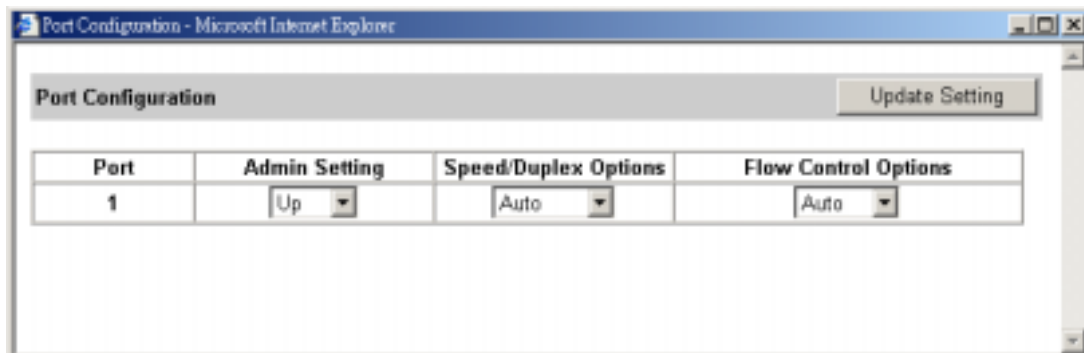 Port Configuration - Microsoft Internet Explorer
Port Configuration Update Setting
Port Admin Setting Speed/Duplex Options Flow Control Options
1 Up Auto Auto